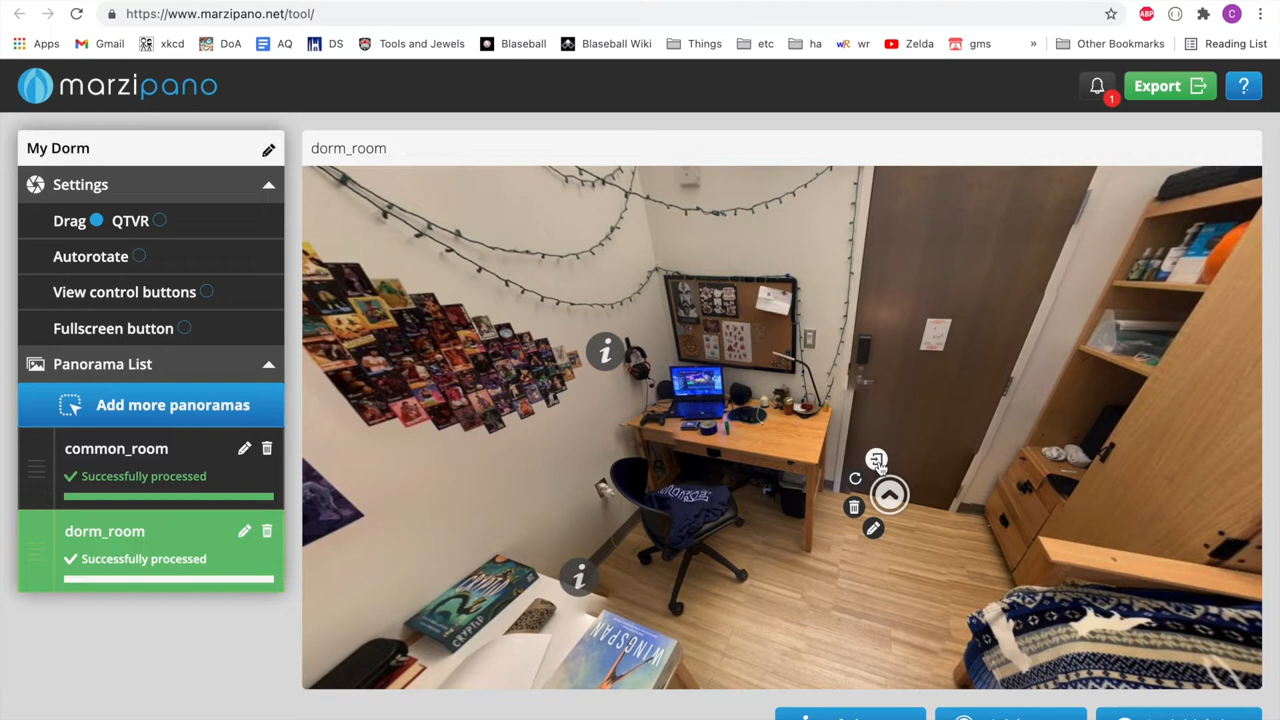 https://www.marzipano.net/tool/
ABP
C
Apps
Gmail
xkcd
DoA
AQ
DS
Tools and Jewels
Blaseball
Blaseball Wiki
Things
etc
ha
wR wr
Zelda
gms
»
Other Bookmarks
Reading List
marzipano
1
Export
?
My Dorm
dorm_room
Settings
Drag QTVR
Autorotate
View control buttons
Fullscreen button
Panorama List
Add more panoramas
common_room
Successfully processed
dorm_room
Successfully processed
i
i
CRYPTID
WINGSPAN